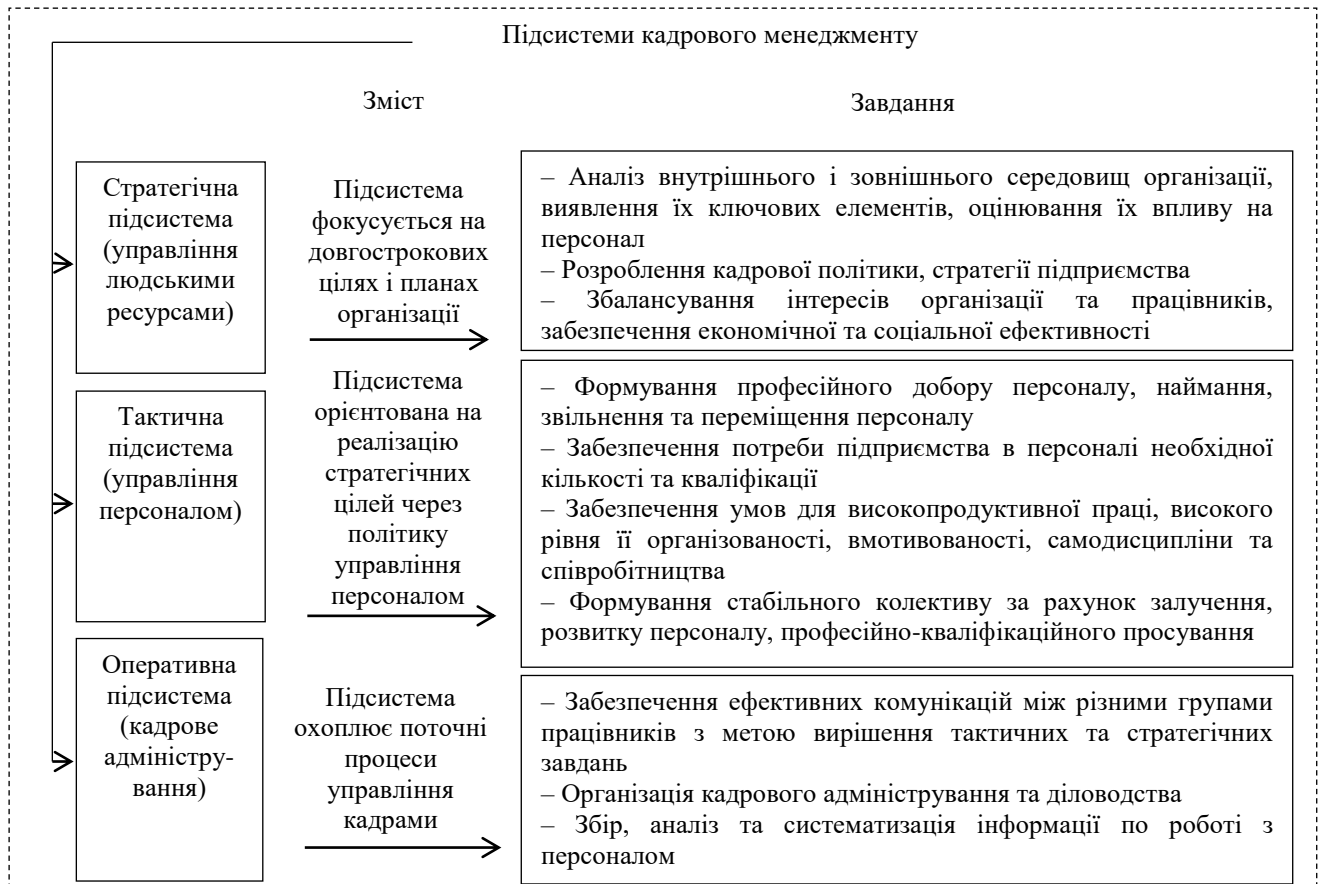 Підсистеми кадрового менеджменту
Зміст
Завдання
Стратегічна
підсистема
(управління
людськими
ресурсами)
Підсистема
фокусується на
довгострокових
цілях і планах
організації
– Аналіз внутрішнього і зовнішнього середовищ організації,
виявлення їх ключових елементів, оцінювання їх впливу на
персонал
– Розроблення кадрової політики, стратегії підприємства
– Збалансування інтересів організації та працівників,
забезпечення економічної та соціальної ефективності
Тактична
підсистема
(управління
персоналом)
Підсистема
орієнтована на
реалізацію
стратегічних
цілей через
політику
управління
персоналом
– Формування професійного добору персоналу, наймання,
звільнення та переміщення персоналу
– Забезпечення потреби підприємства в персоналі необхідної
кількості та кваліфікації
– Забезпечення умов для високопродуктивної праці, високого
рівня її організованості, вмотивованості, самодисципліни та
співробітництва
– Формування стабільного колективу за рахунок залучення,
розвитку персоналу, професійно-кваліфікаційного просування
Оперативна
підсистема
(кадрове
адміністру-
вання)
Підсистема
охоплює поточні
процеси
управління
кадрами
– Забезпечення ефективних комунікацій між різними групами
працівників з метою вирішення тактичних та стратегічних
завдань
– Організація кадрового адміністрування та діловодства
– Збір, аналіз та систематизація інформації по роботі з
персоналом